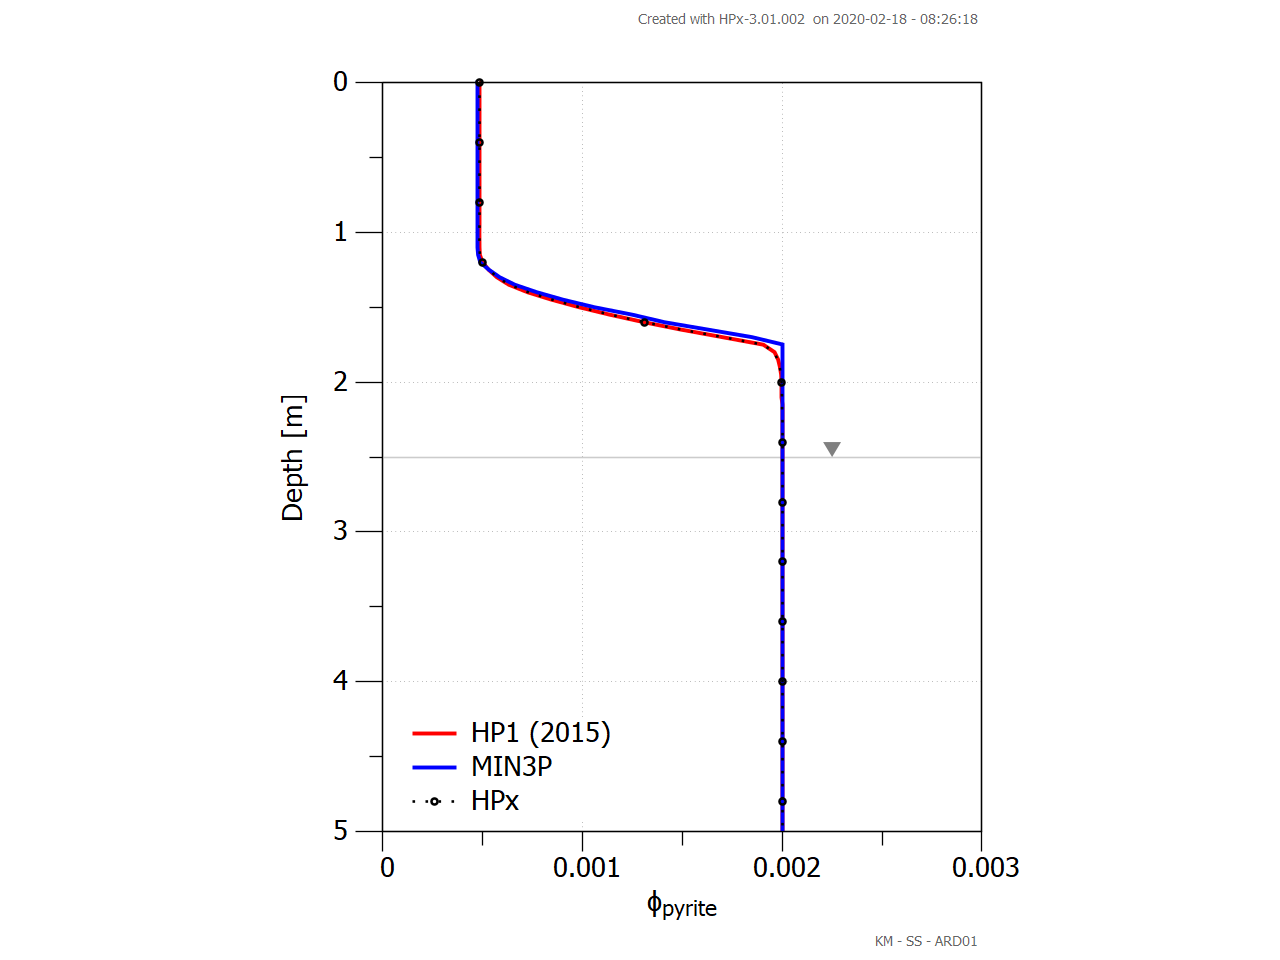 Created with HPx-3.01.002 on 2020-02-18 - 08:26:18
0
1
2
3
4
5
Depth [m]
HP1 (2015)
MIN3P
HPx
0 0.001 0.002 0.003
ϕpyrite
KM - SS - ARD01